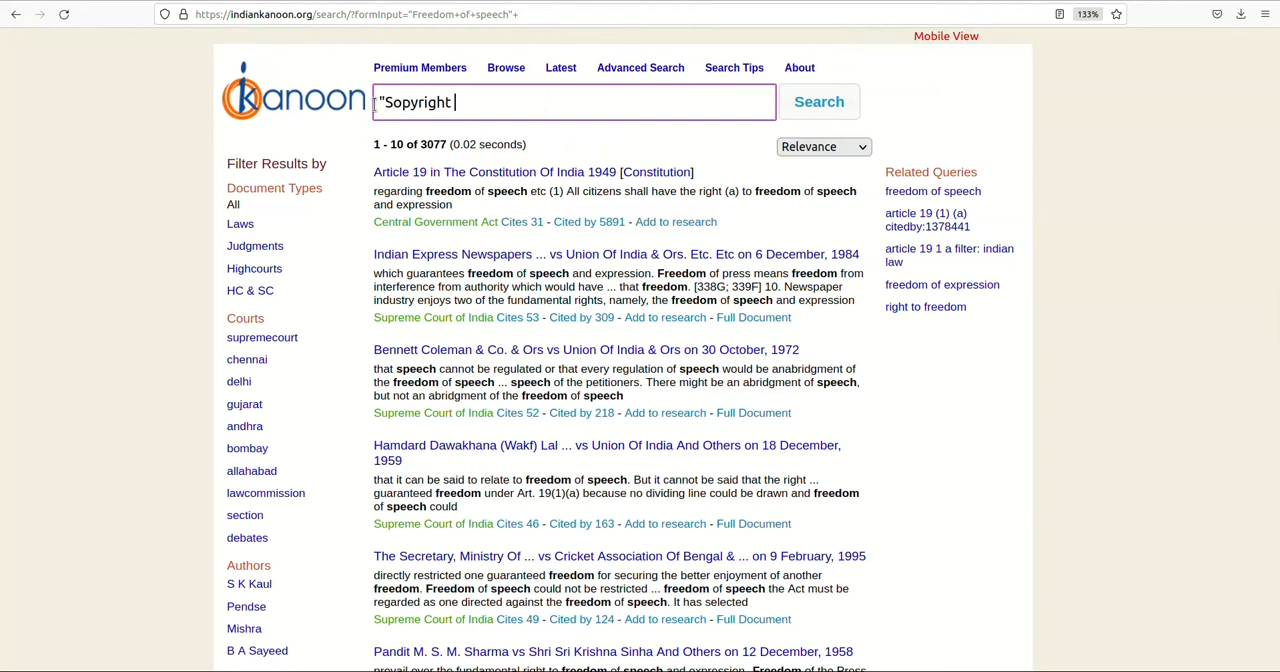 https://indiankanoon.org/search/?formInput="Freedom+of+speech"+
133%
Mobile View
kanoon
Premium Members Browse Latest Advanced Search Search Tips About
"Sopyright
Search
1 - 10 of 3077 (0.02 seconds)
Relevance
Filter Results by
Document Types
All
Laws
Judgments
Highcourts
HC & SC
Courts
supremecourt
chennai
delhi
gujarat
andhra
bombay
allahabad
lawcommission
section
debates
Authors
S K Kaul
Pendse
Mishra
B A Sayeed
Article 19 in The Constitution Of India 1949 [Constitution]
regarding freedom of speech etc (1) All citizens shall have the right (a) to freedom of speech
and expression
Central Government Act Cites 31 - Cited by 5891 - Add to research
Indian Express Newspapers ... vs Union Of India & Ors. Etc. Etc on 6 December, 1984
which guarantees freedom of speech and expression. Freedom of press means freedom from
interference from authority which would have ... that freedom. [338G; 339F] 10. Newspaper
industry enjoys two of the fundamental rights, namely, the freedom of speech and expression
Supreme Court of India Cites 53 - Cited by 309 - Add to research - Full Document
Bennett Coleman & Co. & Ors vs Union Of India & Ors on 30 October, 1972
that speech cannot be regulated or that every regulation of speech would be anabridgment of
the freedom of speech ... speech of the petitioners. There might be an abridgment of speech,
but not an abridgment of the freedom of speech
Supreme Court of India Cites 52 - Cited by 218 - Add to research - Full Document
Hamdard Dawakhana (Wakf) Lal ... vs Union Of India And Others on 18 December,
1959
that it can be said to relate to freedom of speech. But it cannot be said that the right ...
guaranteed freedom under Art. 19(1)(a) because no dividing line could be drawn and freedom
of speech could
Supreme Court of India Cites 46 - Cited by 163 - Add to research - Full Document
The Secretary, Ministry Of ... vs Cricket Association Of Bengal & ... on 9 February, 1995
directly restricted one guaranteed freedom for securing the better enjoyment of another
freedom. Freedom of speech could not be restricted ... freedom of speech the Act must be
regarded as one directed against the freedom of speech. It has selected
Supreme Court of India Cites 49 - Cited by 124 - Add to research - Full Document
Pandit M. S. M. Sharma vs Shri Sri Krishna Sinha And Others on 12 December, 1958
prevail over the fundamental right to freedom of speech and expression. Freedom of the Press
Related Queries
freedom of speech
article 19 (1) (a)
citedby:1378441
article 19 1 a filter: indian
law
freedom of expression
right to freedom